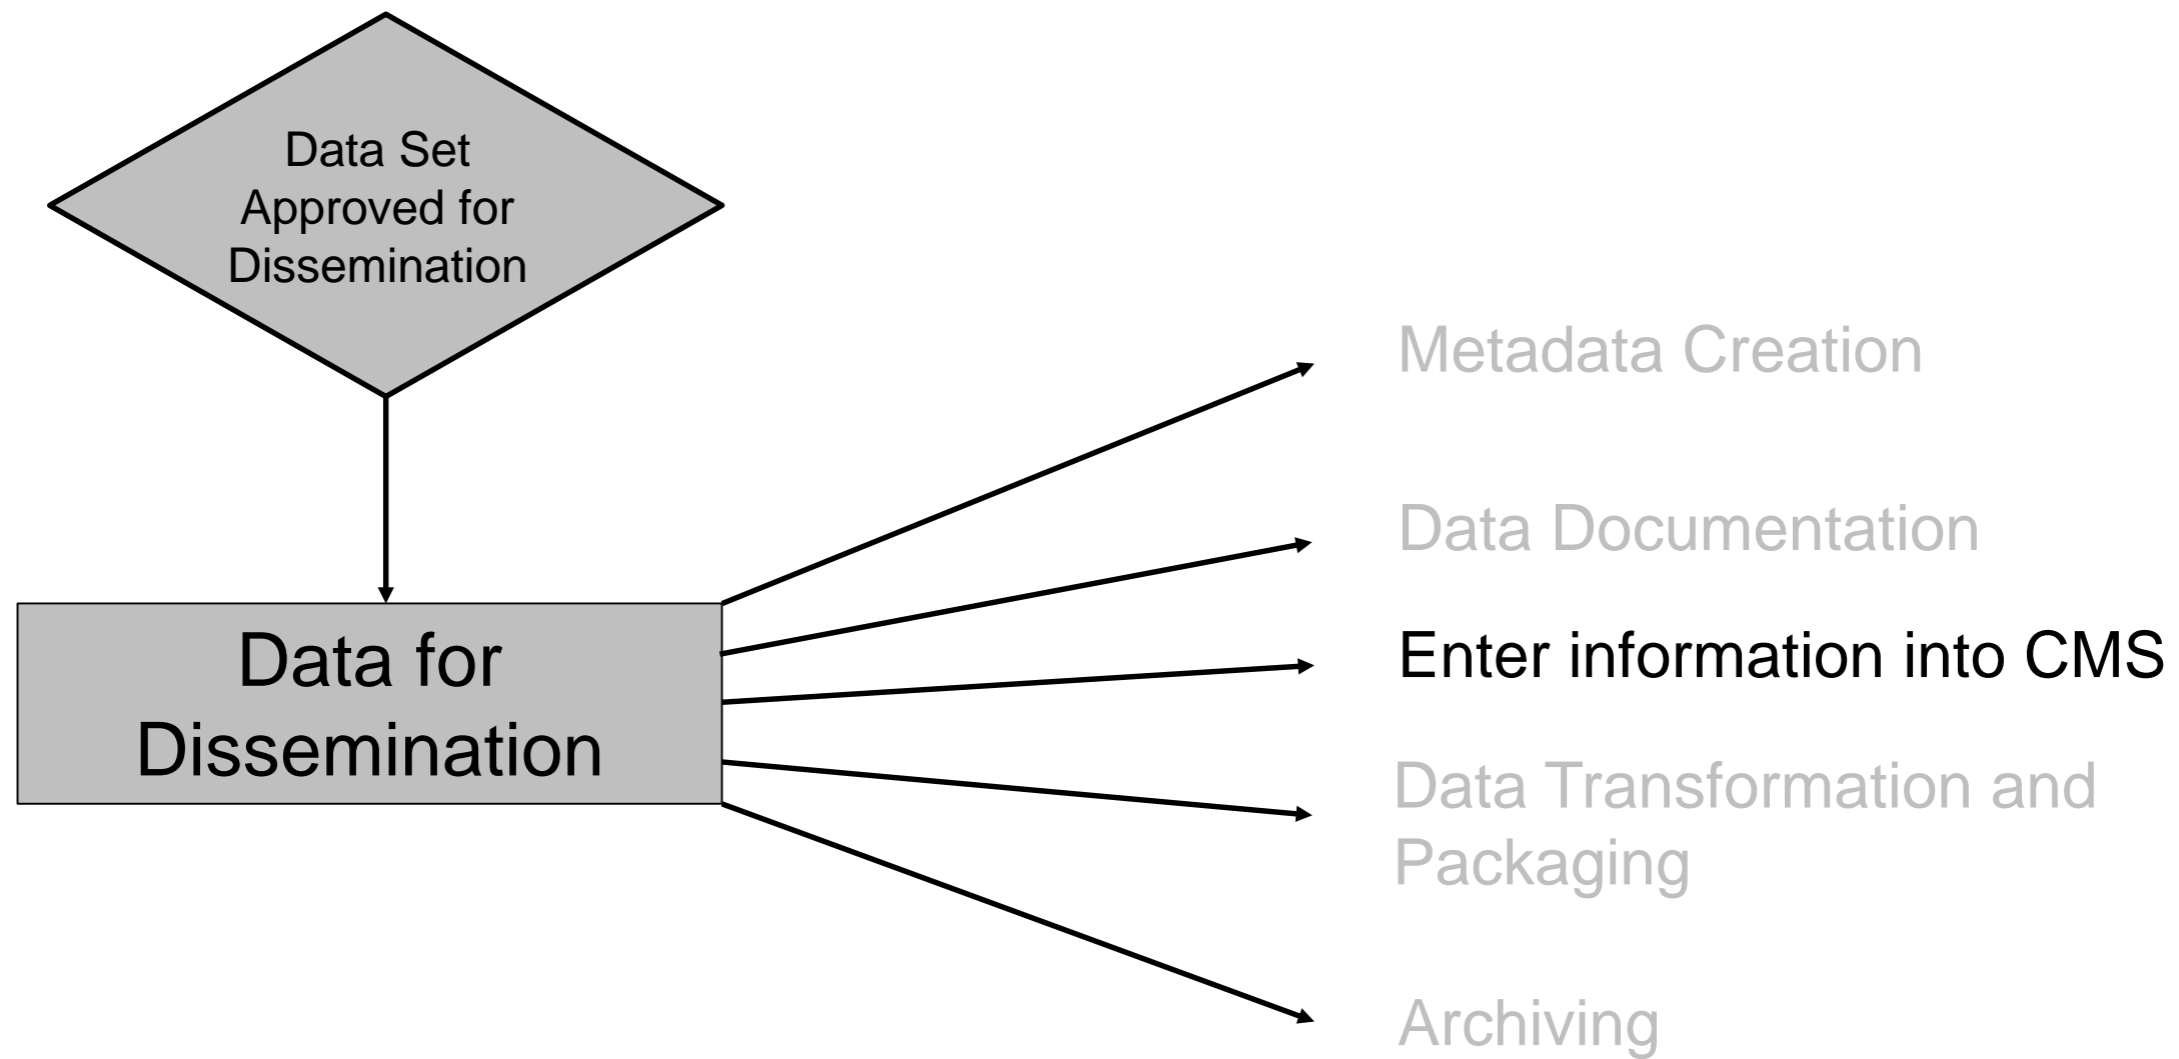 Data Set
Approved for
Dissemination
Data for
Dissemination
Metadata Creation
Data Documentation
Enter information into CMS
Data Transformation and
Packaging
Archiving